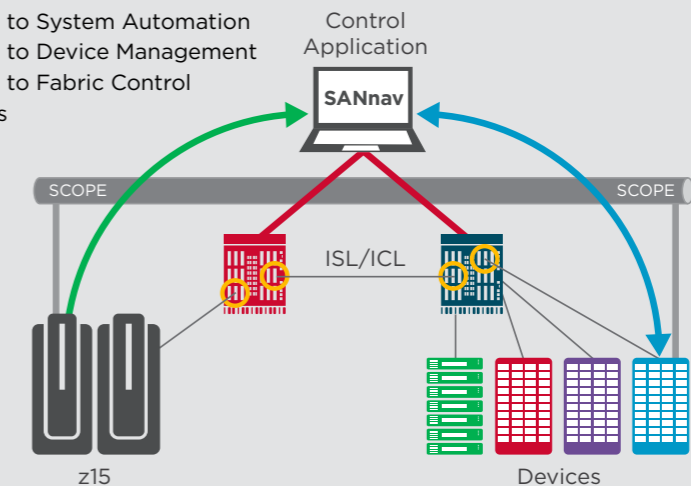 to System Automation
to Device Management
to Fabric Control
s
Control
Application
SANnav
SCOPE
SCOPE
ISL/ICL
z15
Devices